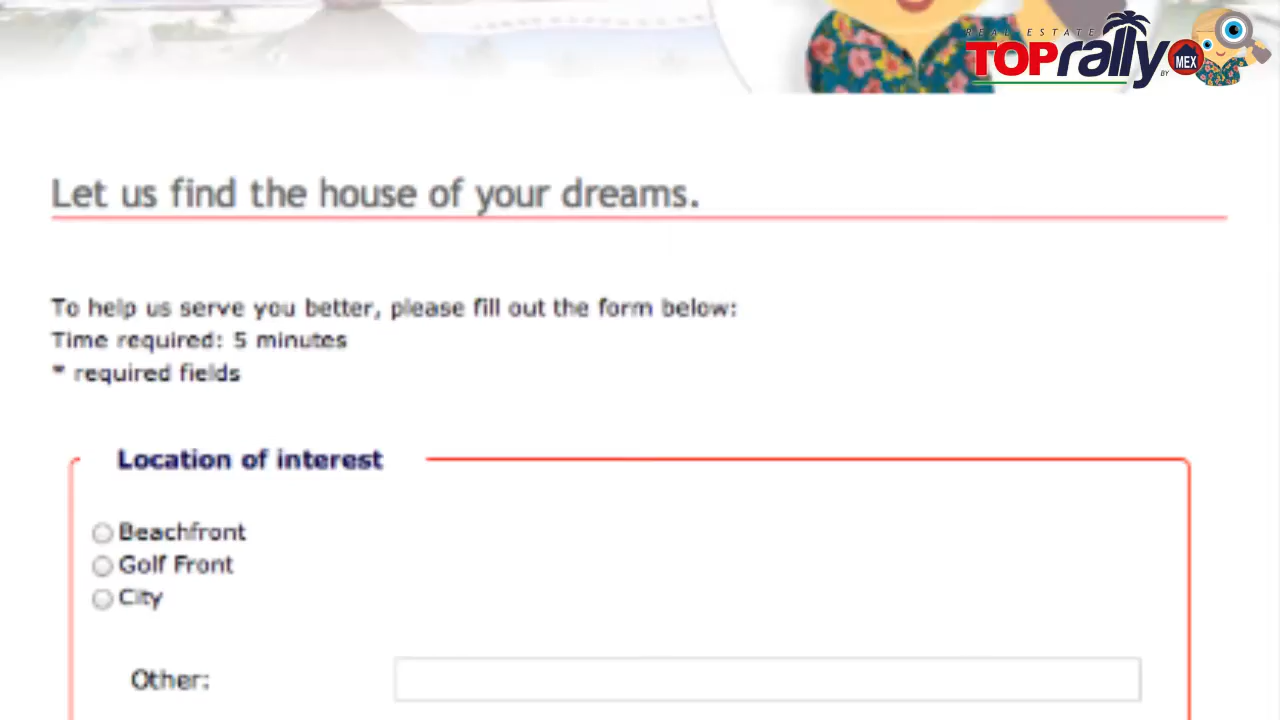 REAL ESTATE
TOPrally
BY
MEX
Let us find the house of your dreams.
To help us serve you better, please fill out the form below:
Time required: 5 minutes
* required fields
Location of interest
Beachfront
Golf Front
City
Other: